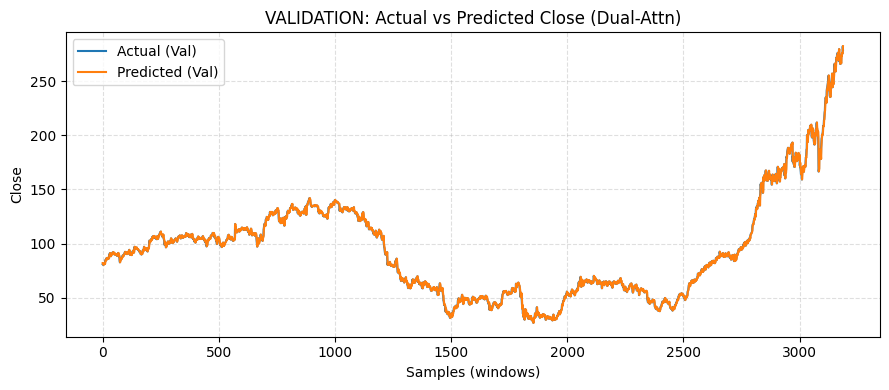 VALIDATION: Actual vs Predicted Close (Dual-Attn)
Actual (Val)
Predicted (Val)
Close
250
200
150
100
50
0
500
1000
1500
2000
2500
3000
Samples (windows)